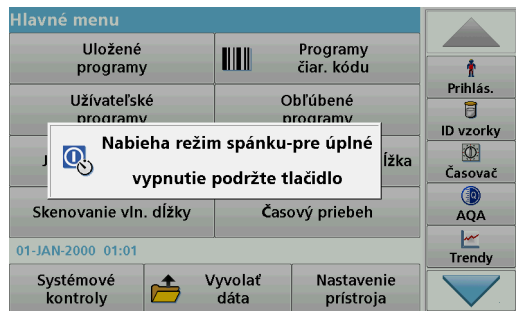 Hlavné menu
Uložené
programy
Programy
čiar. kódu
Užívateľské
programy
Obľúbené
programy
Nabieha režim spánku-pre úplné
vypnutie podržte tlačidlo
J
ĺžka
Skenovanie vln. dĺžky
Časový priebeh
01-JAN-2000 01:01
Systémové
kontroly
Vyvolať
dáta
Nastavenie
prístroja
Prihlás.
ID vzorky
Časovač
AQA
Trendy